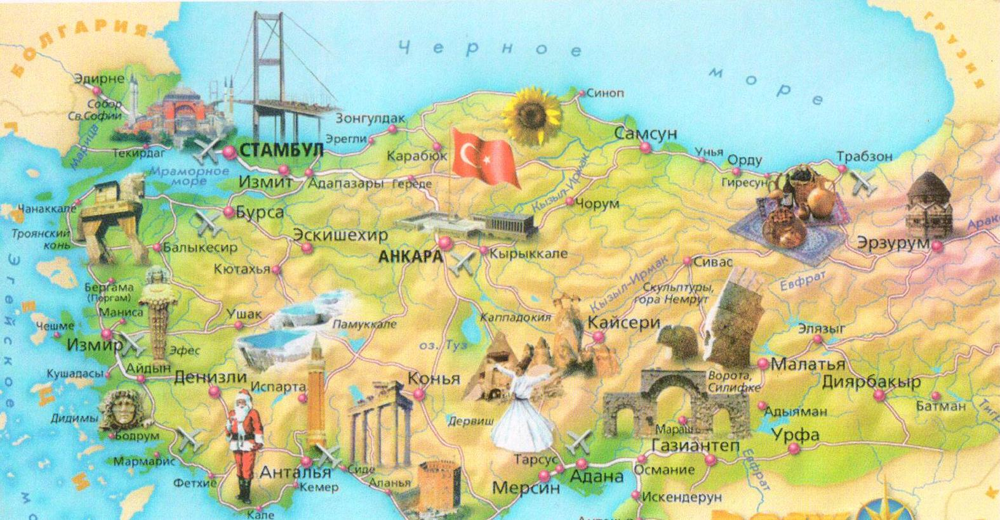 БОЛГАРИЯ
ГРУЗИЯ
Черное
море
Эдирне
Собор
Св.Софии
Марица
Текирдаг
СТАМБУЛ
Мраморное
море
Измит
Адапазары
Зонгулдак
Эрегли
Карабюк
Гереде
Синоп
Самсун
Унья
Орду
Гиресун
Трабзон
Чанаккале
Троянский
конь
Бурса
Балыкесир
Эскишехир
Кютахья
АНКАРА
Кырыккале
Кызыл-Ирмак
Чорум
Сивас
Кызыл-Ирмак
Эрзурум
Евфрат
Скульптуры,
гора Немрут
Эгейское
Бергама
(Пергам)
Маниса
Чешме
Измир
Эфес
Ушак
Памуккале
оз. Туз
Каппадокия
Кайсери
Элязыг
Малатья
Кушадасы
Айдын
Денизли
Испарта
Конья
Ворота,
Силифке
Диярбакыр
Батман
Дидимы
Бодрум
Дервиш
Мараш
Адыяман
Урфа
Мармарис
Фетхие
Анталья
Кемер
Кале
Сиде
Аланья
Тарсус
Мерсин
Адана
Османие
Газиантеп
Искендерун
Евфрат